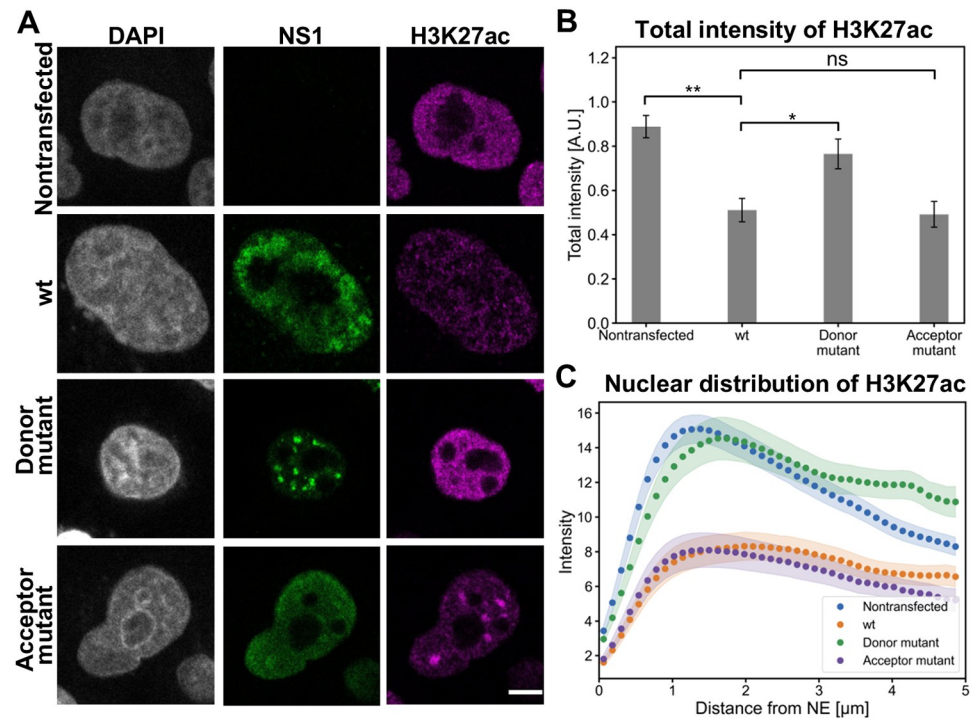 A
DAPI NS1 H3K27ac
Nontransfected
wt
Donor
mutant
Acceptor
mutant
B
Total intensity of H3K27ac
Total intensity [A.U.]
1.2
1.0
0.8
0.6
0.4
0.2
0.0
** * ns
Nontransfected wt Donor mutant Acceptor mutant
C
Nuclear distribution of H3K27ac
Intensity
16
14
12
10
8
6
4
2
Nontransfected
wt
Donor mutant
Acceptor mutant
0 1 2 3 4 5
Distance from NE [µm]